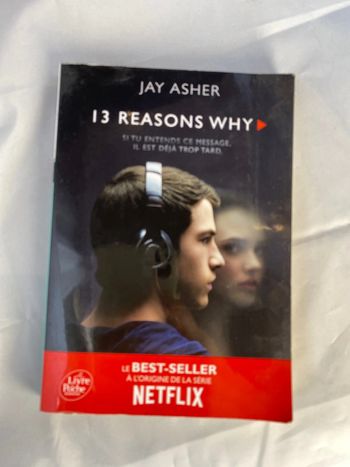 JAY ASHER
13 REASONS WHY
SI TU ENTENDS CE MESSAGE,
IL EST DÉJÀ TROP TARD.
LE BEST-SELLER
À L'ORIGINE DE LA SÉRIE
NETFLIX
Le Livre
de Poche